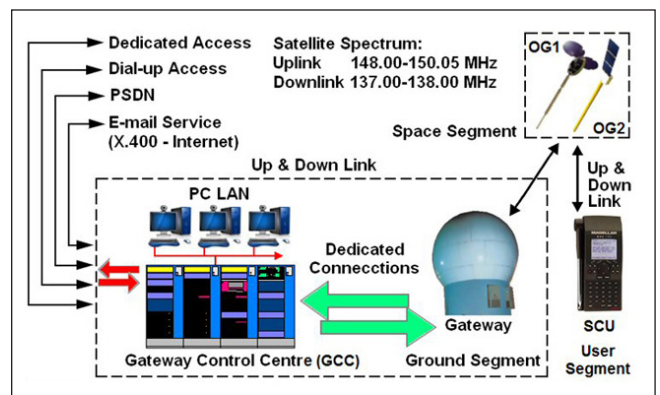 Dedicated Access
Dial-up Access
PSDN
E-mail Service
(X.400 - Internet)
Satellite Spectrum:
Uplink 148.00-150.05 MHz
Downlink 137.00-138.00 MHz
OG1
OG2
Space Segment
Up & Down Link
Up &
Down
Link
PC LAN
Dedicated
Connecctions
MAGELLAN
Gateway
SCU
Gateway Control Centre (GCC)
Ground Segment
User
Segment